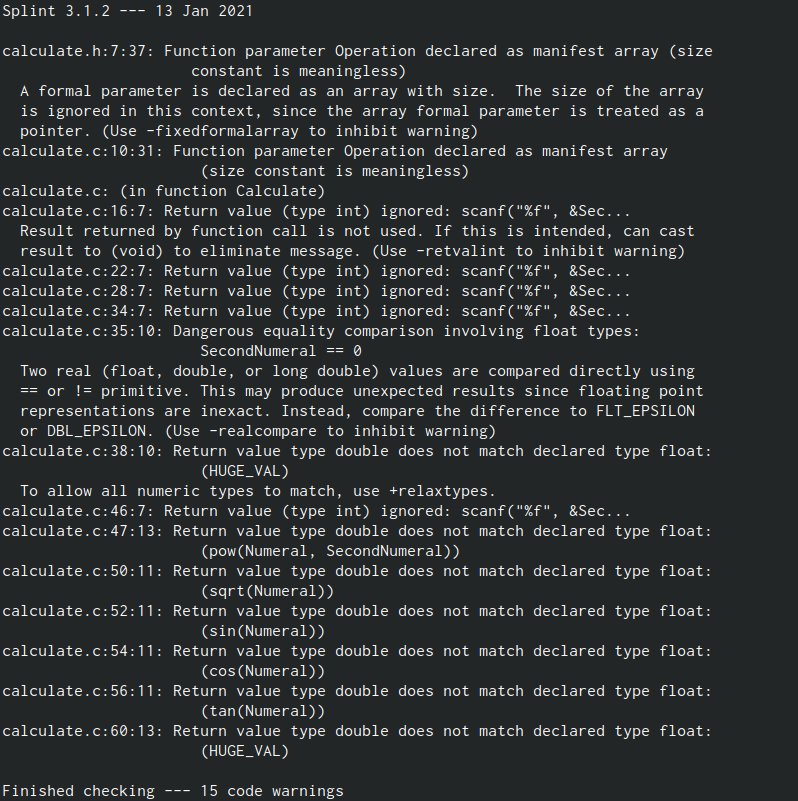 Splint 3.1.2 --- 13 Jan 2021

calculate.h:7:37: Function parameter Operation declared as manifest array (size
                     constant is meaningless)
  A formal parameter is declared as an array with size.  The size of the array
  is ignored in this context, since the array formal parameter is treated as a
  pointer. (Use -fixedformalarray to inhibit warning)
calculate.c:10:31: Function parameter Operation declared as manifest array
                      (size constant is meaningless)
calculate.c: (in function Calculate)
calculate.c:16:7: Return value (type int) ignored: scanf("%f", &Sec...
  Result returned by function call is not used. If this is intended, can cast
  result to (void) to eliminate message. (Use -retvalint to inhibit warning)
calculate.c:22:7: Return value (type int) ignored: scanf("%f", &Sec...
calculate.c:28:7: Return value (type int) ignored: scanf("%f", &Sec...
calculate.c:34:7: Return value (type int) ignored: scanf("%f", &Sec...
calculate.c:35:10: Dangerous equality comparison involving float types:
                      SecondNumeral == 0
  Two real (float, double, or long double) values are compared directly using
  == or != primitive. This may produce unexpected results since floating point
  representations are inexact. Instead, compare the difference to FLT_EPSILON
  or DBL_EPSILON. (Use -realcompare to inhibit warning)
calculate.c:38:10: Return value type double does not match declared type float:
                      (HUGE_VAL)
  To allow all numeric types to match, use +relaxtypes.
calculate.c:46:7: Return value (type int) ignored: scanf("%f", &Sec...
calculate.c:47:13: Return value type double does not match declared type float:
                      (pow(Numeral, SecondNumeral))
calculate.c:50:11: Return value type double does not match declared type float:
                      (sqrt(Numeral))
calculate.c:52:11: Return value type double does not match declared type float:
                      (sin(Numeral))
calculate.c:54:11: Return value type double does not match declared type float:
                      (cos(Numeral))
calculate.c:56:11: Return value type double does not match declared type float:
                      (tan(Numeral))
calculate.c:60:13: Return value type double does not match declared type float:
                      (HUGE_VAL)

Finished checking --- 15 code warnings